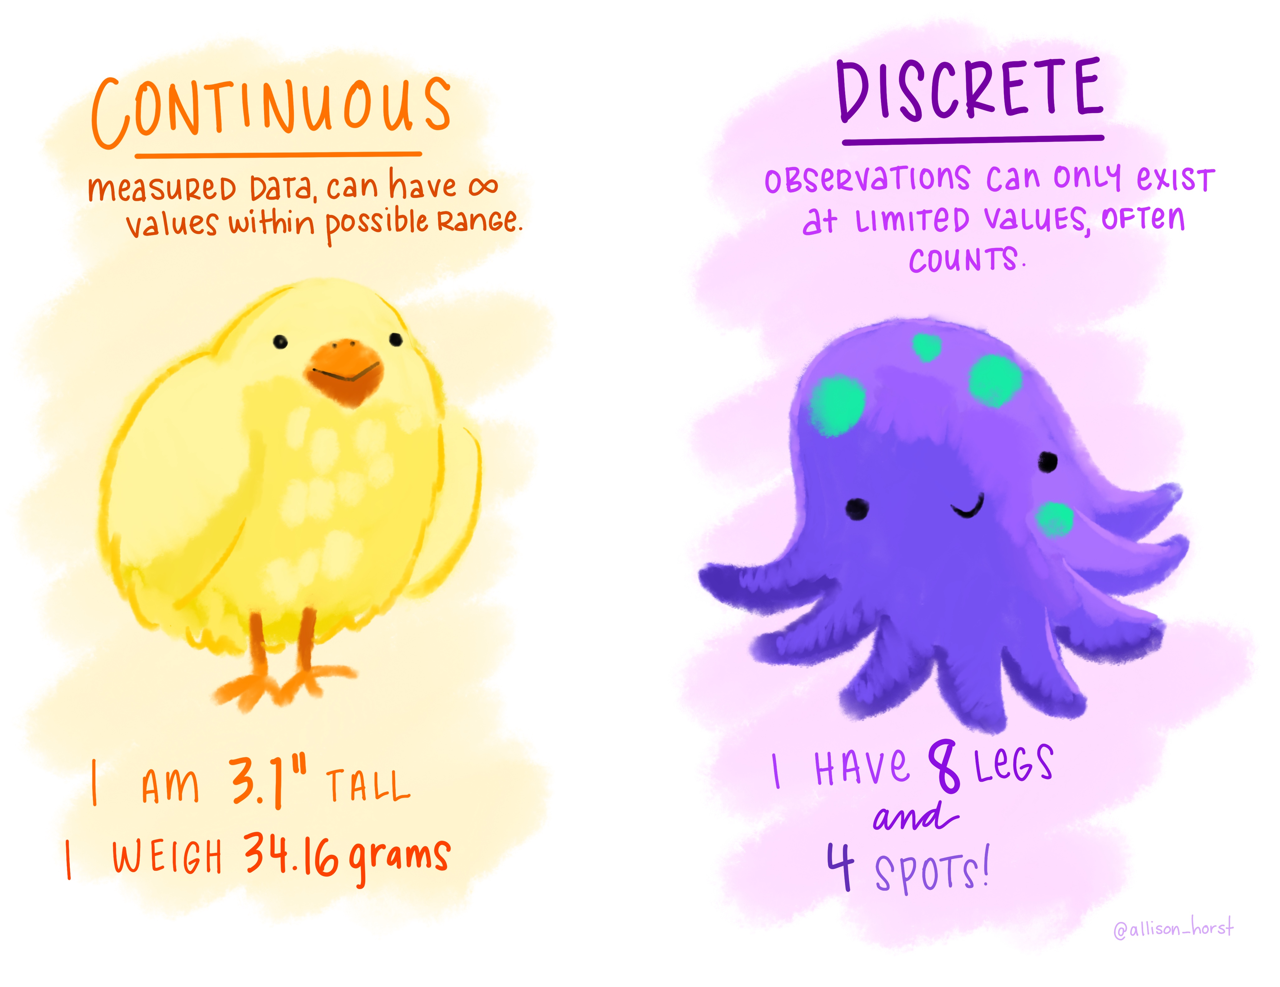 CONTINUOUS
measured data, can have ∞
values within possible range.
I AM 3.1" TALL
I WEIGH 34.16 grams
DISCRETE
OBSERVATIONS can only exist
at limited values, often
counts.
I HAVE 8 LEGS
and
4 SPOTS!
@allison_horst